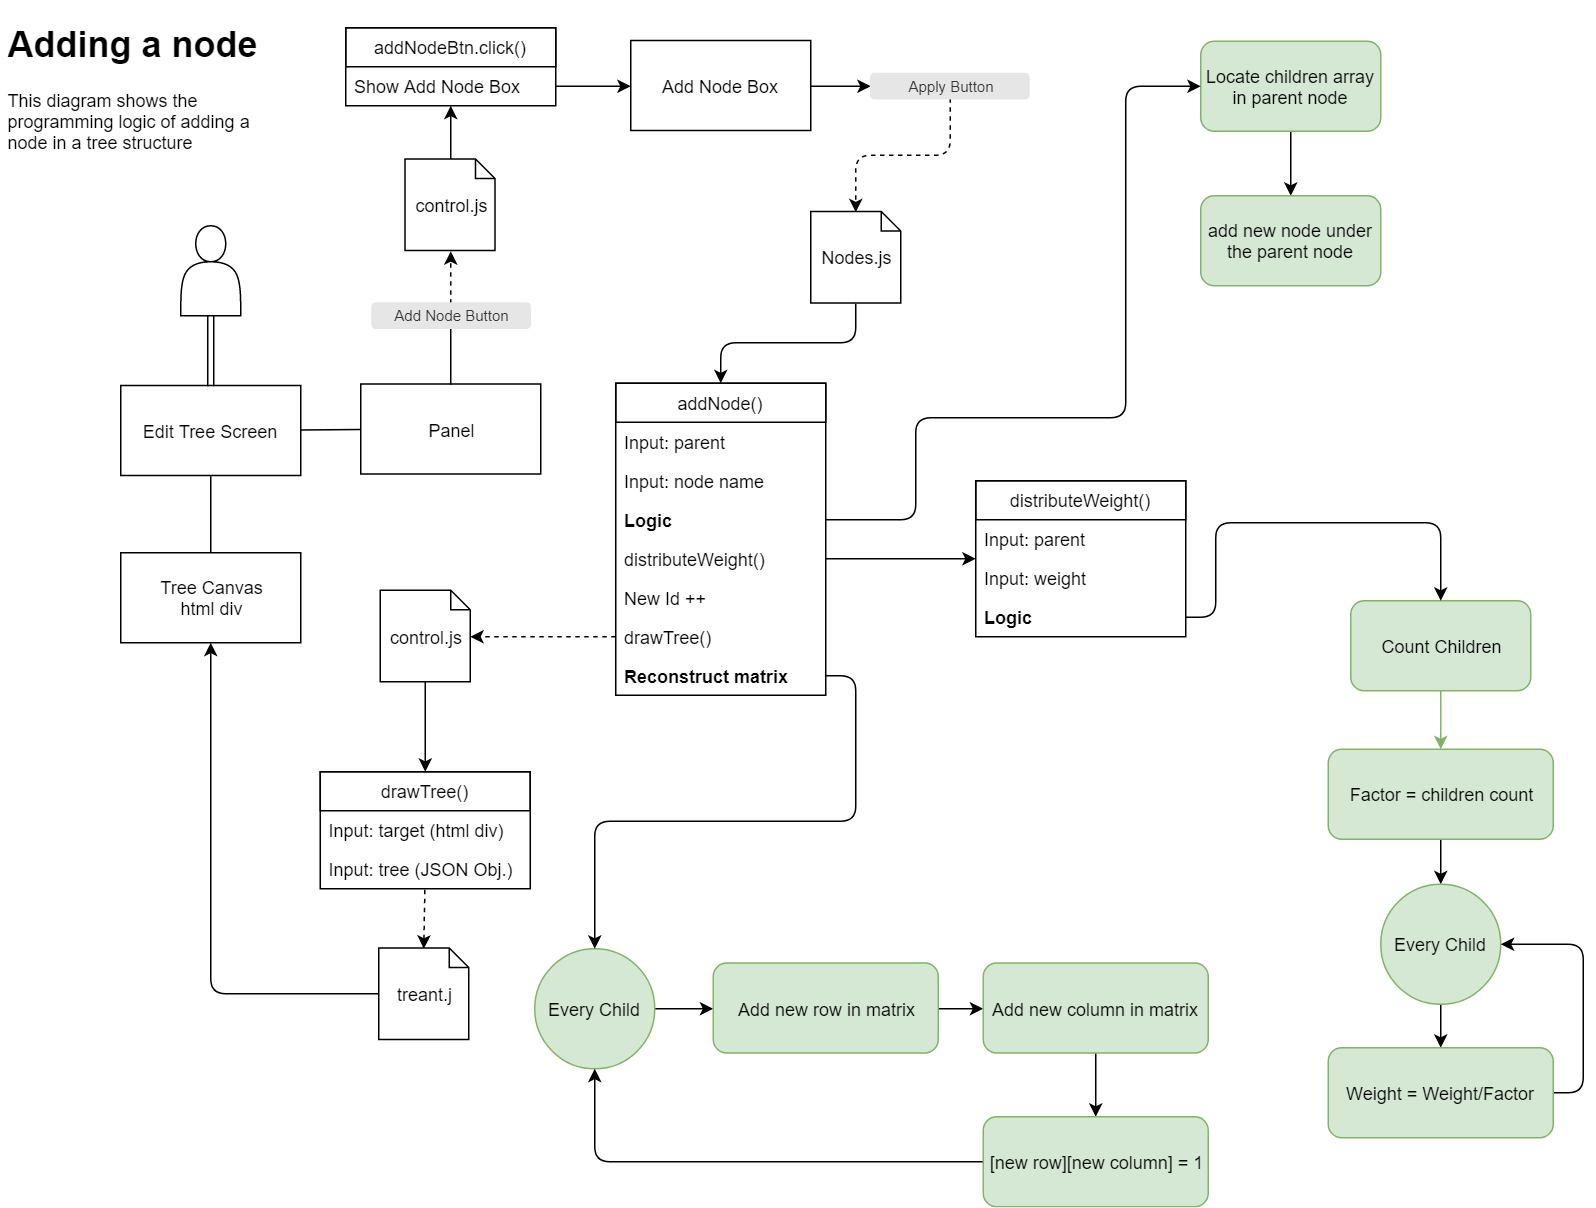 Adding a node
This diagram shows the
programming logic of adding a
node in a tree structure
addNodeBtn.click()
Show Add Node Box
Add Node Box
Apply Button
Locate children array
in parent node
add new node under
the parent node
control.js
Nodes.js
Add Node Button
Edit Tree Screen
Panel
Tree Canvas
html div
addNode()
Input: parent
Input: node name
Logic
distributeWeight()
New Id ++
drawTree()
Reconstruct matrix
distributeWeight()
Input: parent
Input: weight
Logic
control.js
Count Children
Factor = children count
Every Child
Weight = Weight/Factor
drawTree()
Input: target (html div)
Input: tree (JSON Obj.)
treant.j
Every Child
Add new row in matrix
Add new column in matrix
[new row][new column] = 1